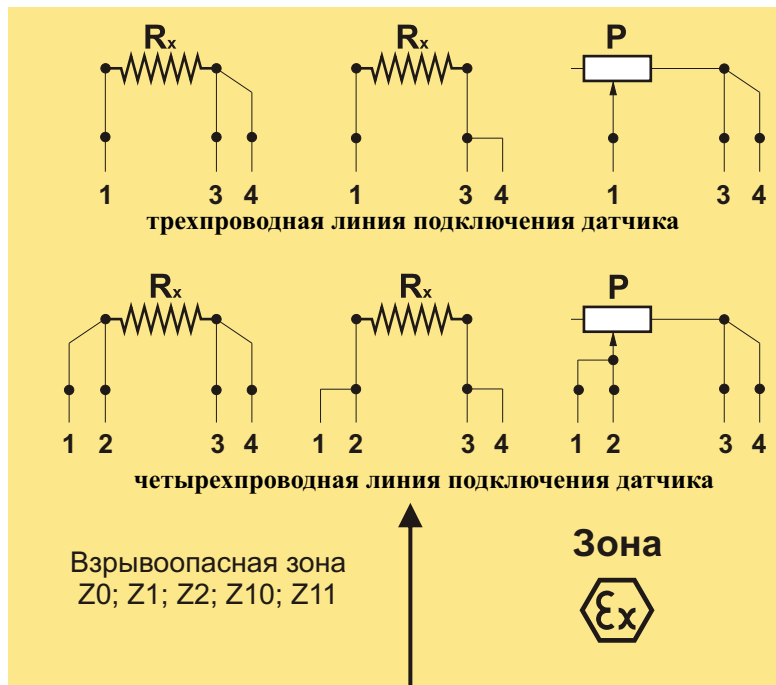 Rx Rx P
1 3 4 1 3 4 1 3 4
трехпроводная линия подключения датчика
Rx Rx P
1 2 3 4 1 2 3 4 1 2 3 4
четырехпроводная линия подключения датчика
Взрывоопасная зона
Z0; Z1; Z2; Z10; Z11
Зона
Ex